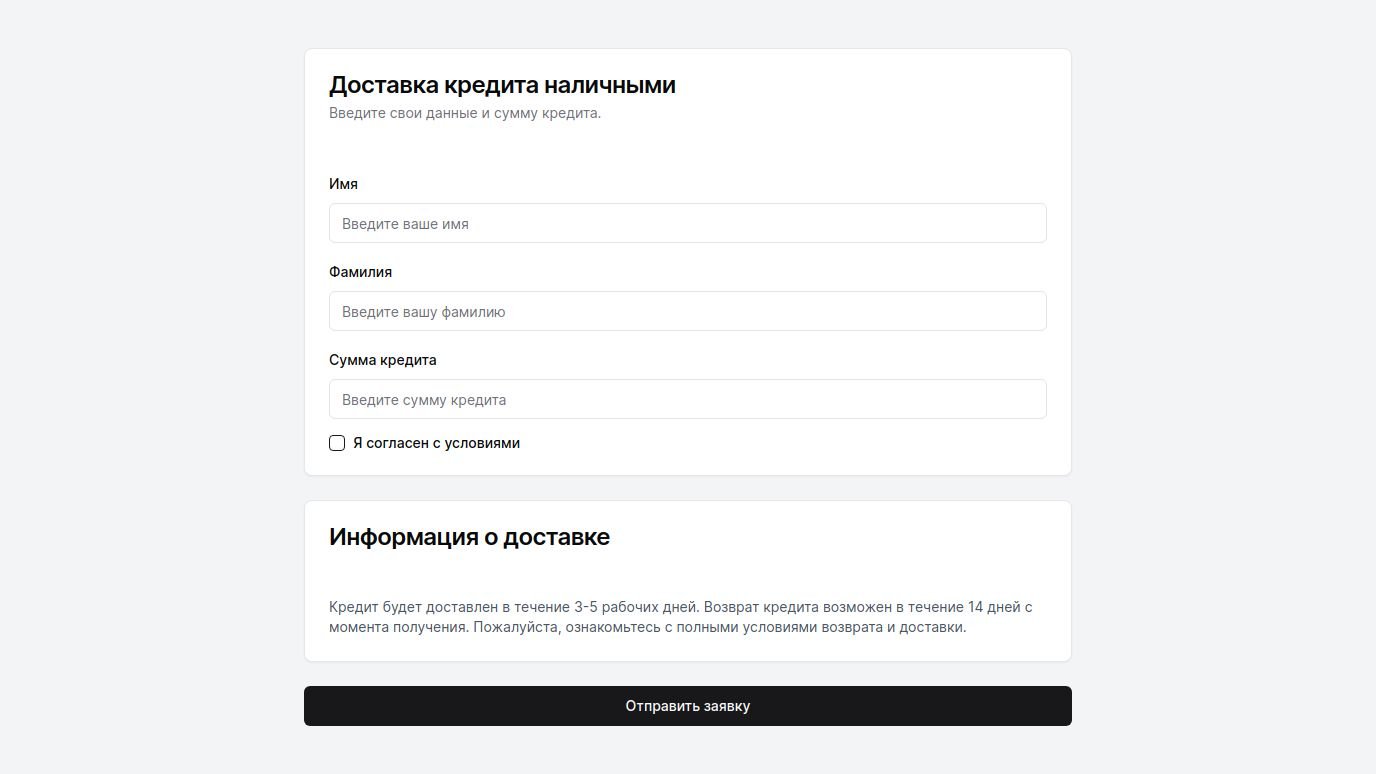 Доставка кредита наличными
Введите свои данные и сумму кредита.
Имя
Введите ваше имя
Фамилия
Введите вашу фамилию
Сумма кредита
Введите сумму кредита
Я согласен с условиями
Информация о доставке
Кредит будет доставлен в течение 3-5 рабочих дней. Возврат кредита возможен в течение 14 дней с
момента получения. Пожалуйста, ознакомьтесь с полными условиями возврата и доставки.
Отправить заявку